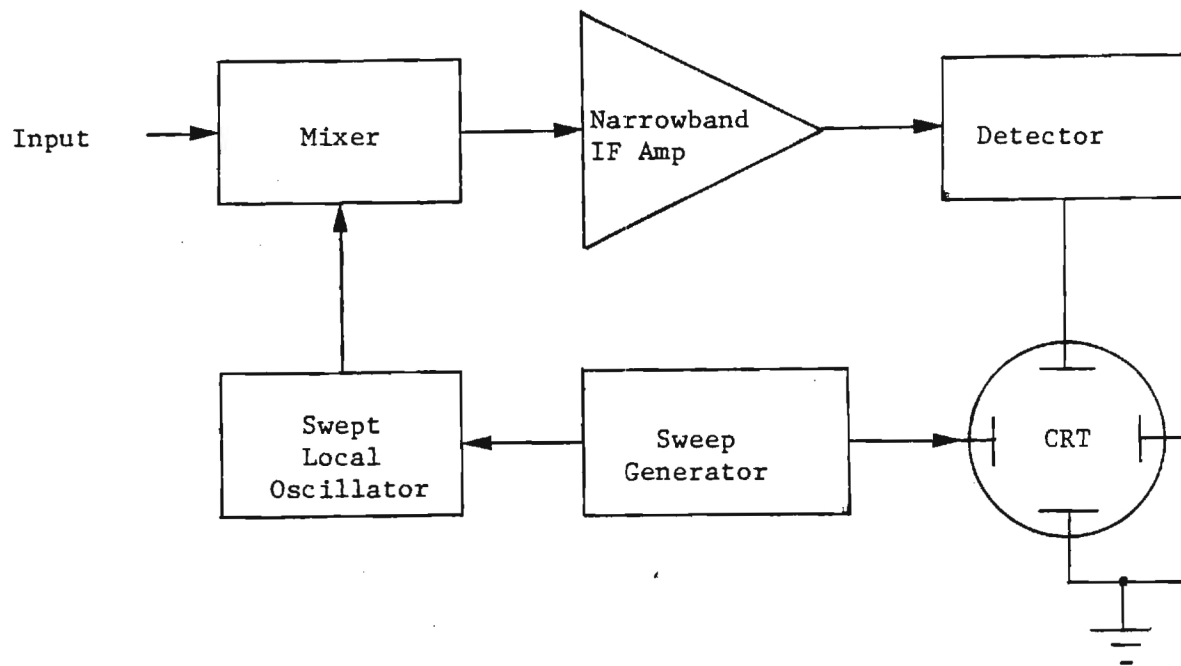 Input
Mixer
Narrowband
IF Amp
Detector
Swept
Local
Oscillator
Sweep
Generator
CRT